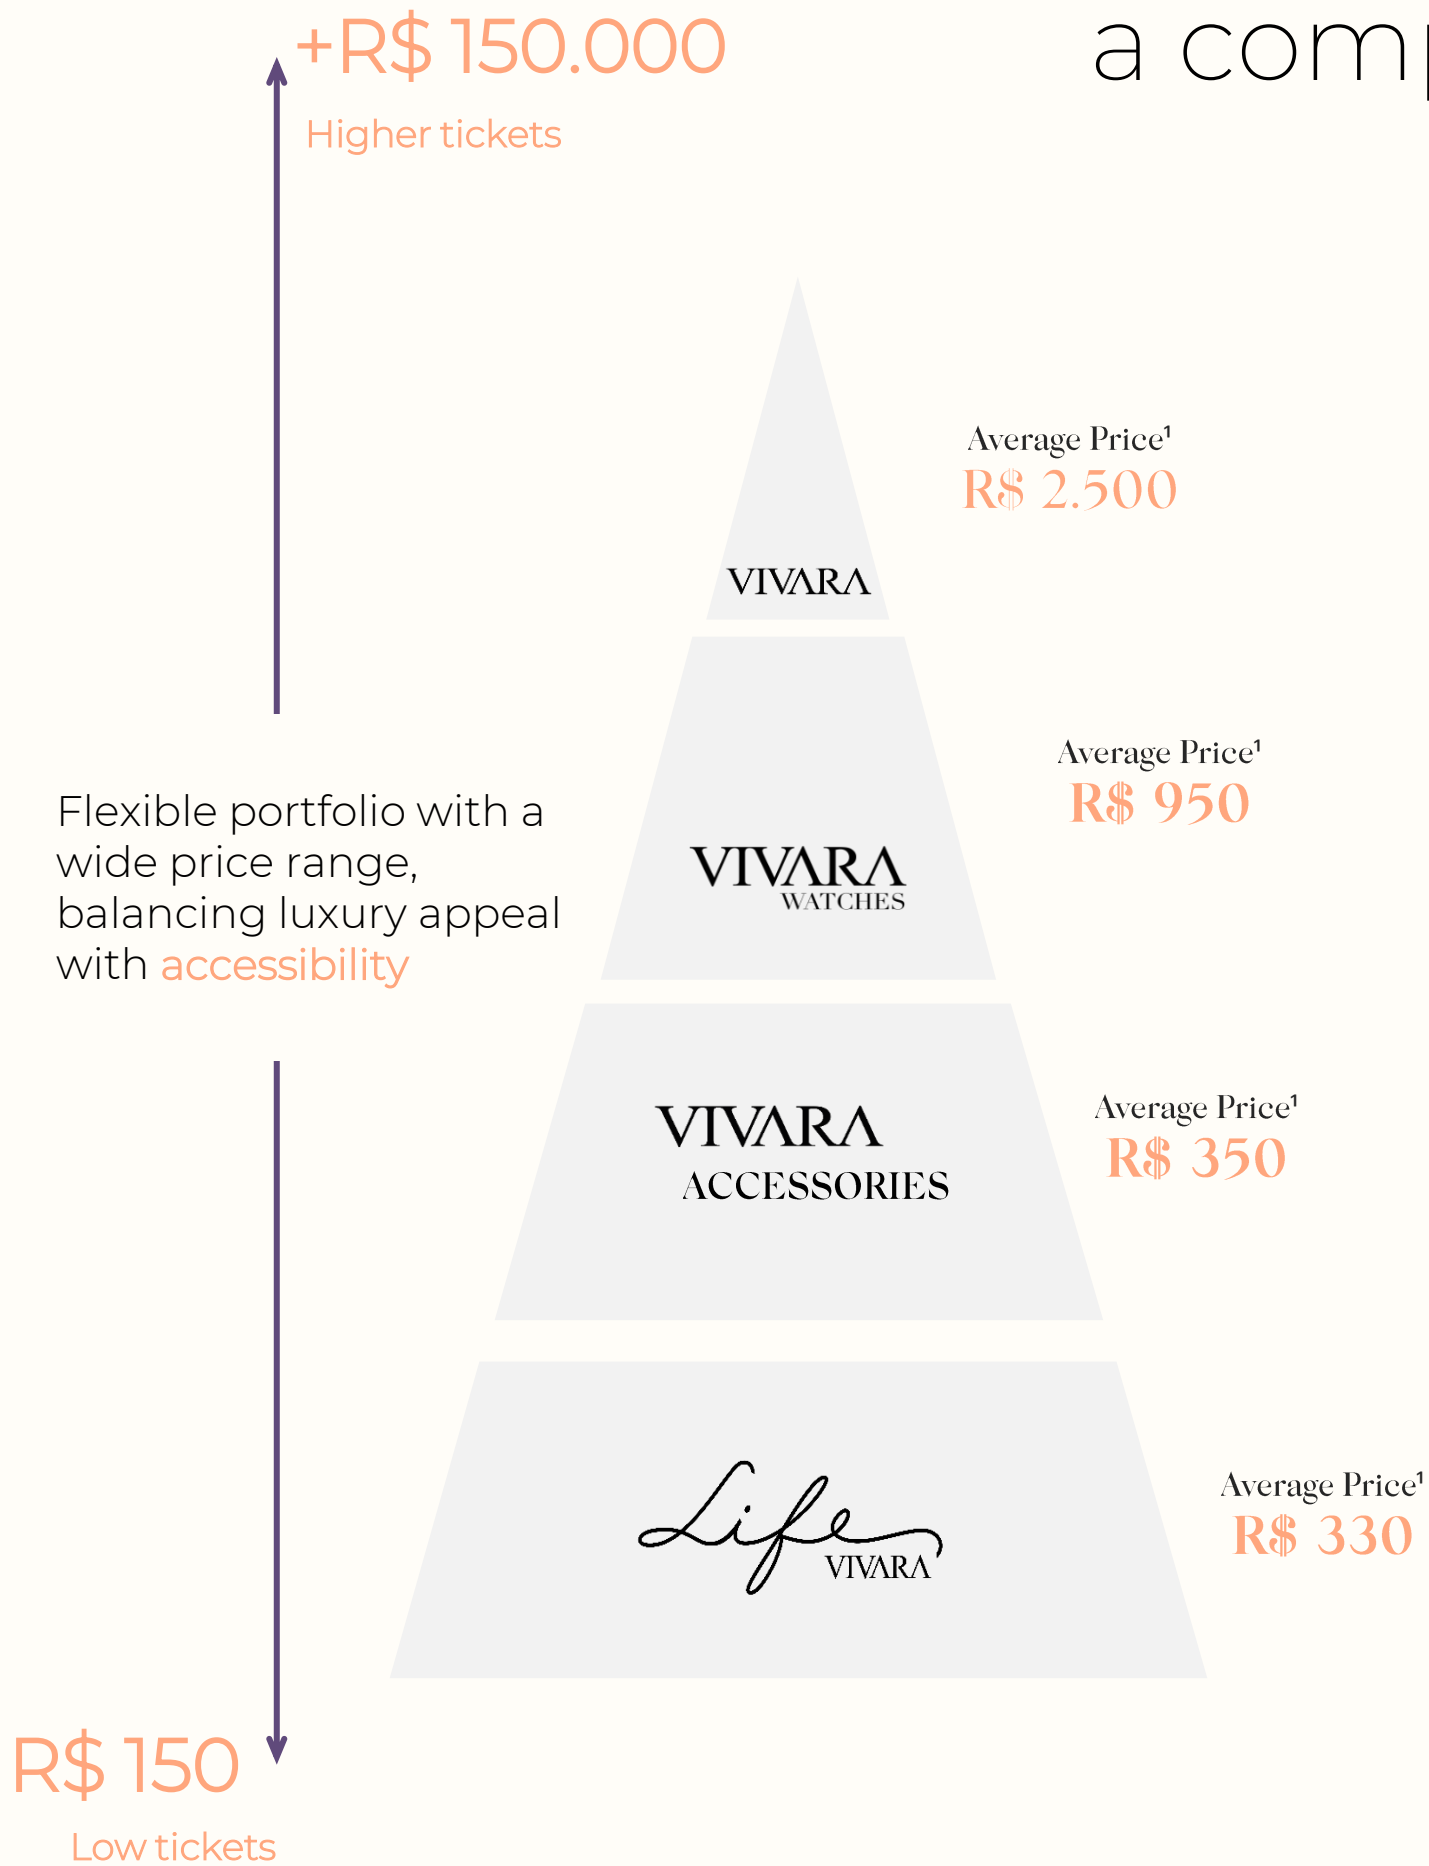 +R$ 150.000
Higher tickets
a com
Average Price¹
R$ 2.500
VIVARA
Average Price¹
R$ 950
VIVARA
WATCHES
Flexible portfolio with a
wide price range,
balancing luxury appeal
with accessibility
Average Price¹
R$ 350
VIVARA
ACCESSORIES
Average Price¹
R$ 330
Life
VIVARA
R$ 150
Low tickets